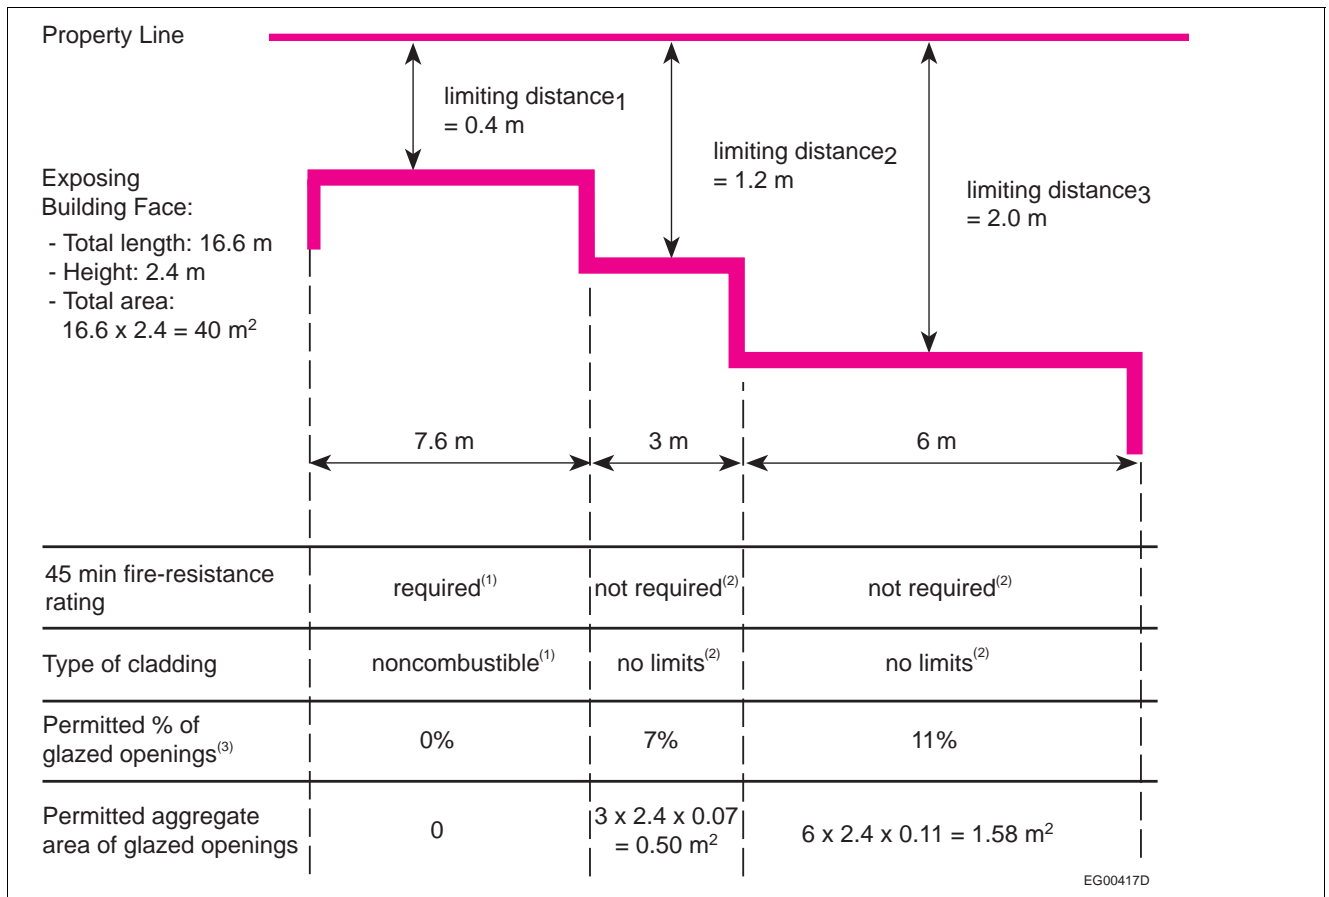 Property Line
limiting distance1
= 0.4 m
limiting distance2
= 1.2 m
limiting distance3
= 2.0 m
Exposing
Building Face:
- Total length: 16.6 m
- Height: 2.4 m
- Total area:
16.6 x 2.4 = 40 m²
7.6 m
3 m
6 m
45 min fire-resistance
rating
required(1)
not required(2)
not required(2)
Type of cladding
noncombustible(1)
no limits(2)
no limits(2)
Permitted % of
glazed openings(3)
0%
7%
11%
Permitted aggregate
area of glazed openings
0
3 x 2.4 x 0.07
= 0.50 m²
6 x 2.4 x 0.11 = 1.58 m²
EG00417D